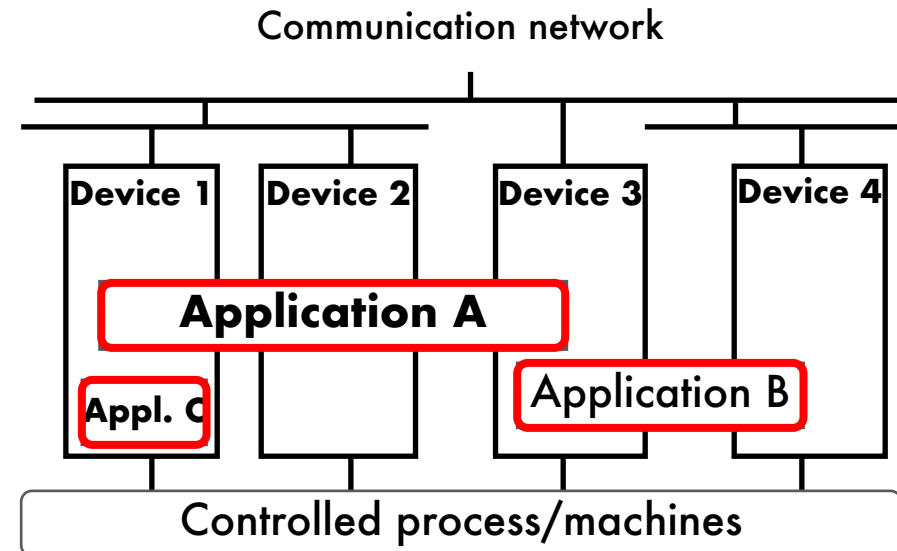 Communication network
Device 1
Device 2
Device 3
Device 4
Application A
Application B
Appl. C
Controlled process/machines